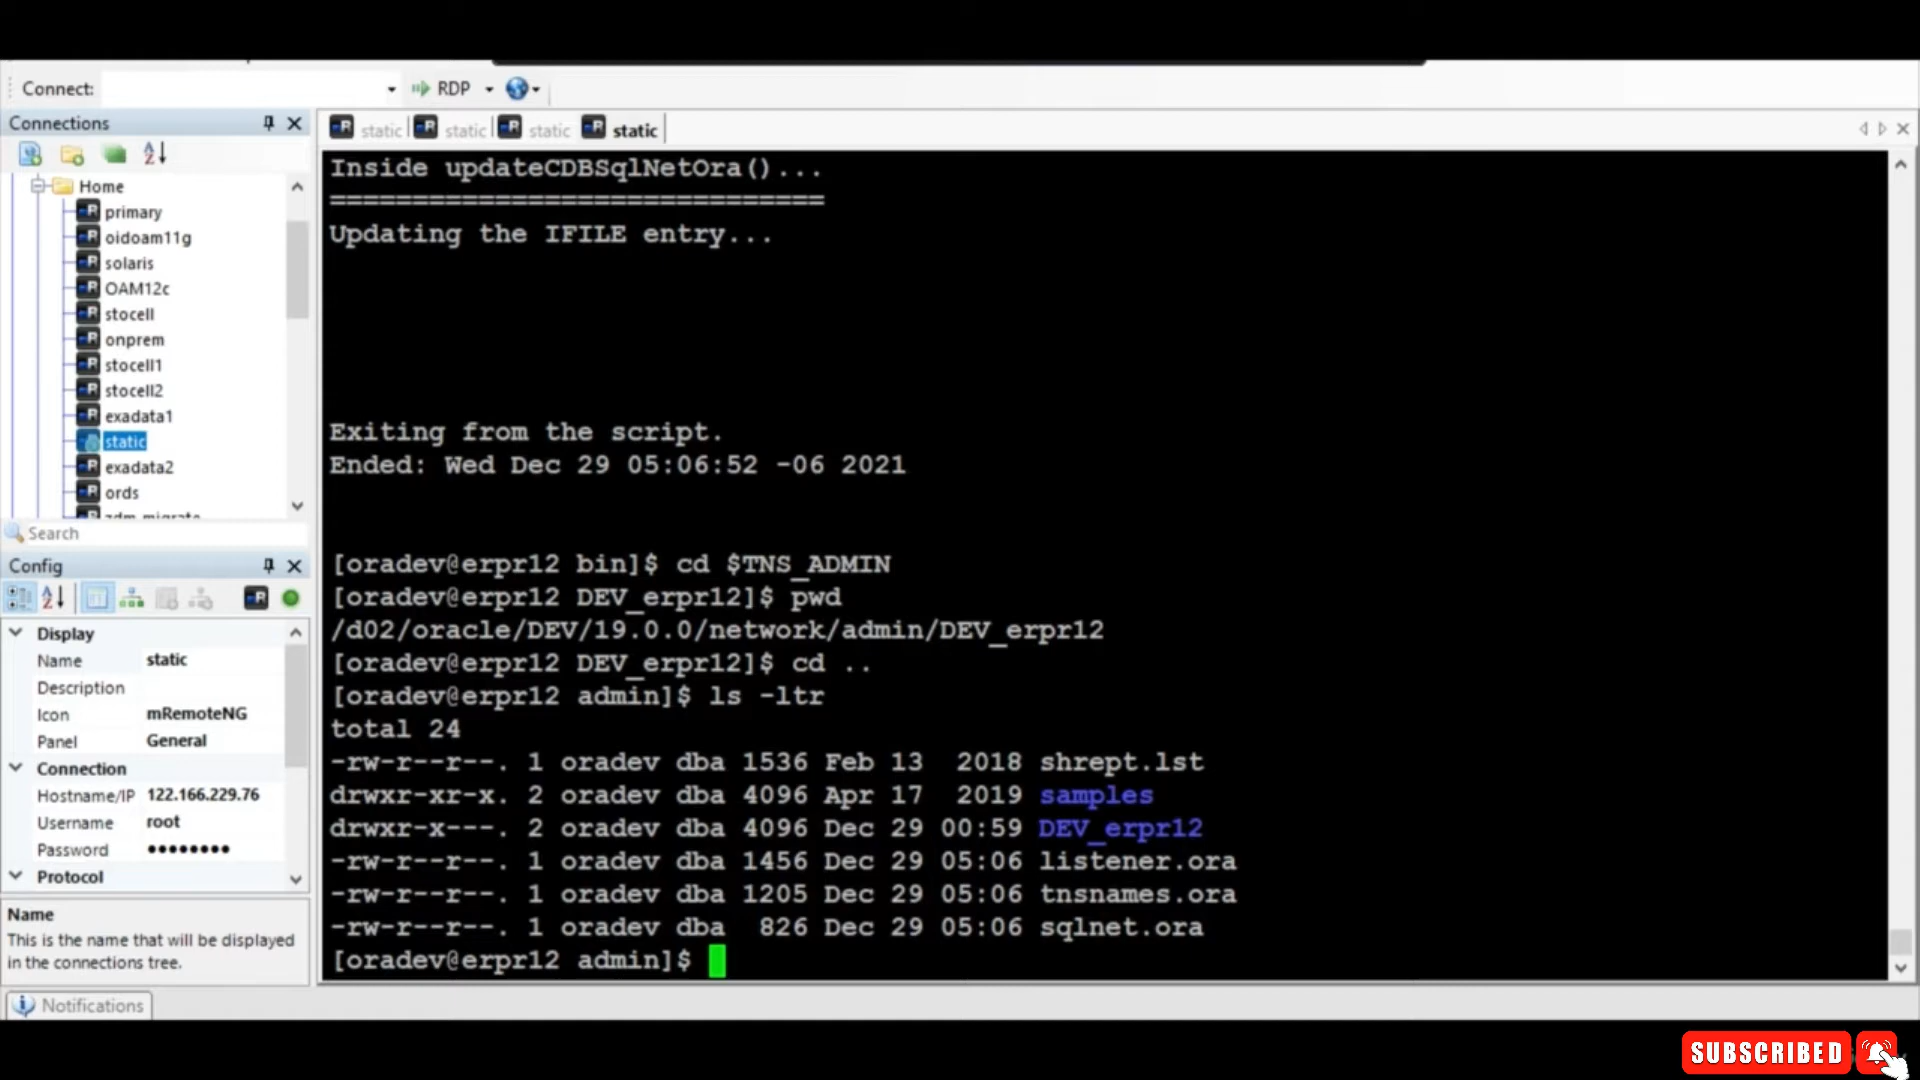 Connect:
RDP
Connections
Home
primary
oidoam11g
solaris
OAM12c
stocell
onprem
stocell1
stocell2
exadata1
static
exadata2
ords
zdm_migrate
Search
Config
Display
Name static
Description
Icon mRemoteNG
Panel General
Connection
Hostname/IP 122.166.229.76
Username root
Password ●●●●●●●●
Protocol
Name
This is the name that will be displayed
in the connections tree.
Notifications
static static static static
Inside updateCDBSqlNetOra()...
==============================
Updating the IFILE entry...
Exiting from the script.
Ended: Wed Dec 29 05:06:52 -06 2021
[oradev@erpr12 bin]$ cd $TNS_ADMIN
[oradev@erpr12 DEV_erpr12]$ pwd
/d02/oracle/DEV/19.0.0/network/admin/DEV_erpr12
[oradev@erpr12 DEV_erpr12]$ cd ..
[oradev@erpr12 admin]$ ls -ltr
total 24
-rw-r--r--. 1 oradev dba 1536 Feb 13  2018 shrept.lst
drwxr-xr-x. 2 oradev dba 4096 Apr 17  2019 samples
drwxr-x---. 2 oradev dba 4096 Dec 29 00:59 DEV_erpr12
-rw-r--r--. 1 oradev dba 1456 Dec 29 05:06 listener.ora
-rw-r--r--. 1 oradev dba 1205 Dec 29 05:06 tnsnames.ora
-rw-r--r--. 1 oradev dba  826 Dec 29 05:06 sqlnet.ora
[oradev@erpr12 admin]$
SUBSCRIBED